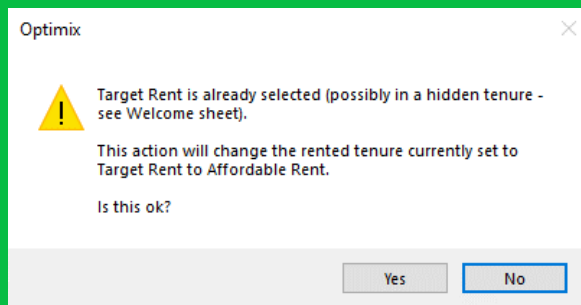 Optimix
Target Rent is already selected (possibly in a hidden tenure -
see Welcome sheet).
This action will change the rented tenure currently set to
Target Rent to Affordable Rent.
Is this ok?
Yes
No